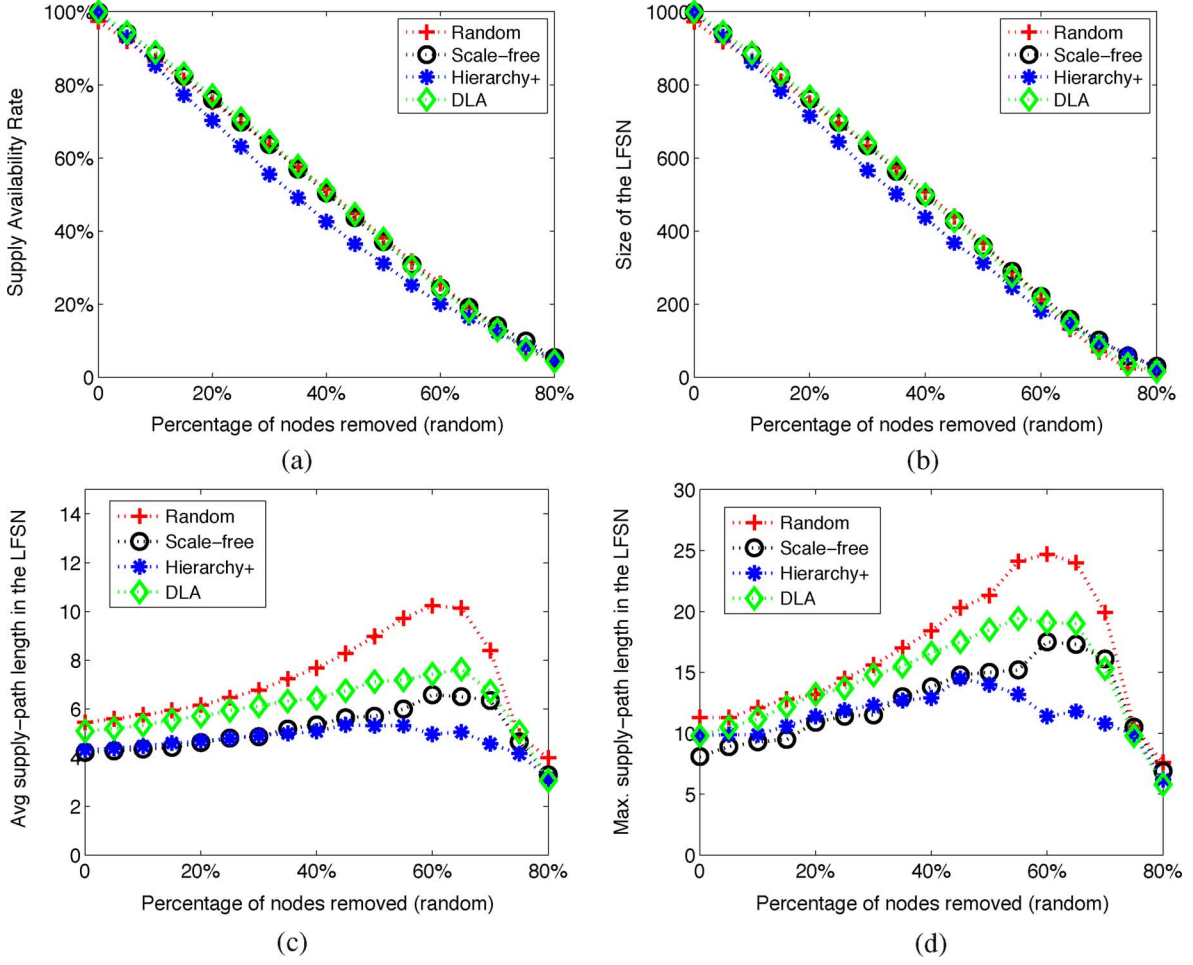 100%
80%
60%
40%
20%
0
Supply Availability Rate
Random
Scale-free
Hierarchy+
DLA
0 20% 40% 60% 80%
Percentage of nodes removed (random)
(a)
1000
800
600
400
200
0
Size of the LFSN
Random
Scale-free
Hierarchy+
DLA
0 20% 40% 60% 80%
Percentage of nodes removed (random)
(b)
14
12
10
8
6
4
2
0
Avg supply-path length in the LFSN
Random
Scale-free
Hierarchy+
DLA
0 20% 40% 60% 80%
Percentage of nodes removed (random)
(c)
30
25
20
15
10
5
0
Max. supply-path length in the LFSN
Random
Scale-free
Hierarchy+
DLA
0 20% 40% 60% 80%
Percentage of nodes removed (random)
(d)